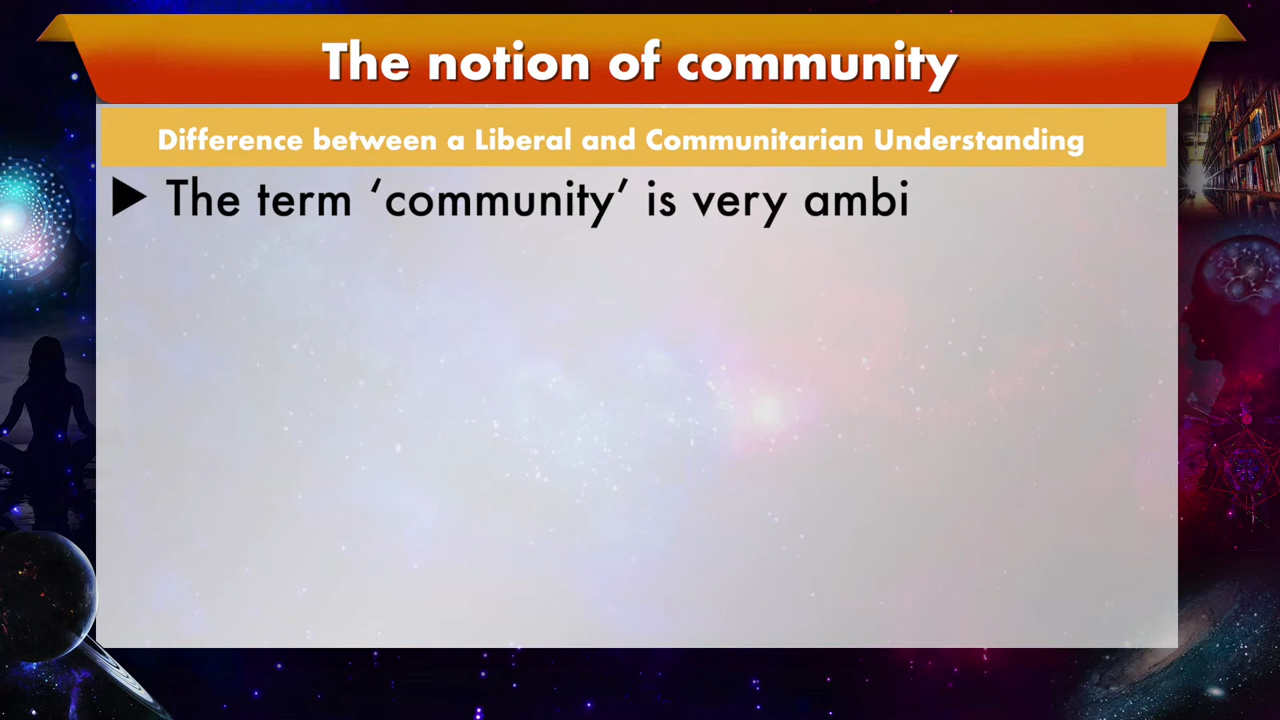 The notion of community
Difference between a Liberal and Communitarian Understanding
▶ The term ‘community’ is very ambi